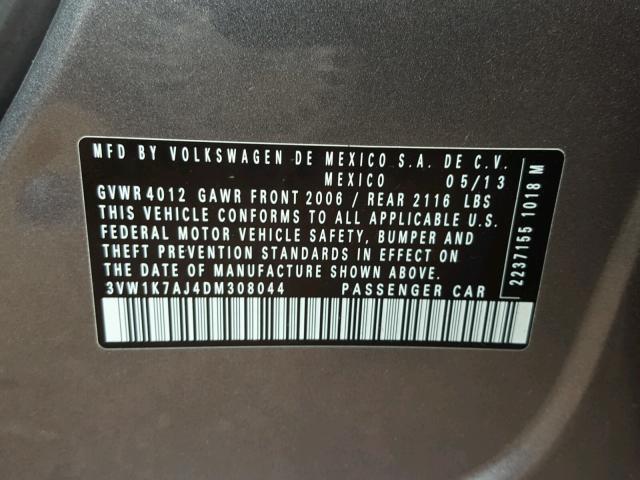 MFD BY VOLKSWAGEN DE MEXICO S.A. DE C.V.
MEXICO 05/13
GVWR 4012 GAWR FRONT 2006 / REAR 2116 LBS
THIS VEHICLE CONFORMS TO ALL APPLICABLE U.S.
FEDERAL MOTOR VEHICLE SAFETY, BUMPER AND
THEFT PREVENTION STANDARDS IN EFFECT ON
THE DATE OF MANUFACTURE SHOWN ABOVE.
3VW1K7AJ4DM308044 PASSENGER CAR
2237155 1018 M